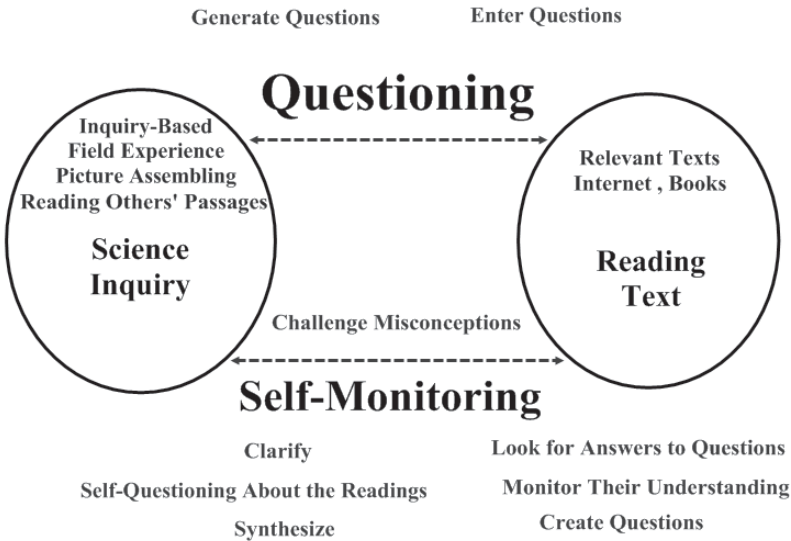 Generate Questions
Enter Questions
Questioning
Inquiry-Based
Field Experience
Picture Assembling
Reading Others' Passages
Science
Inquiry
Relevant Texts
Internet , Books
Reading
Text
Challenge Misconceptions
Self-Monitoring
Clarify
Self-Questioning About the Readings
Synthesize
Look for Answers to Questions
Monitor Their Understanding
Create Questions